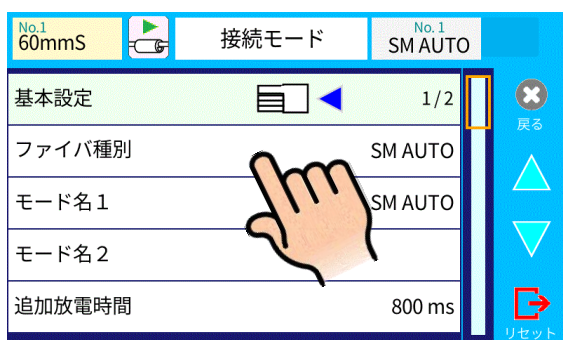 No.1
60mmS
接続モード
No. 1
SM AUTO
基本設定
1/2
戻る
ファイバ種別
SM AUTO
モード名１
SM AUTO
モード名２
追加放電時間
800 ms
リセット